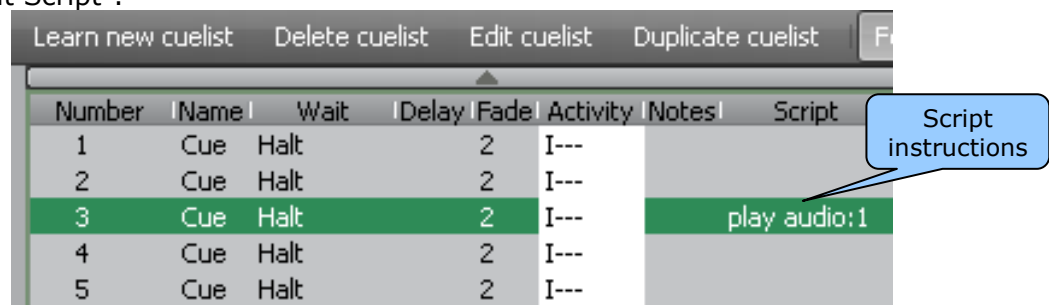 Script".
Learn new cuelist Delete cuelist Edit cuelist Duplicate cuelist
Number Name Wait Delay Fade Activity Notes Script
Script
instructions
1 Cue Halt 2 I---
2 Cue Halt 2 I---
3 Cue Halt 2 I--- play audio:1
4 Cue Halt 2 I---
5 Cue Halt 2 I---